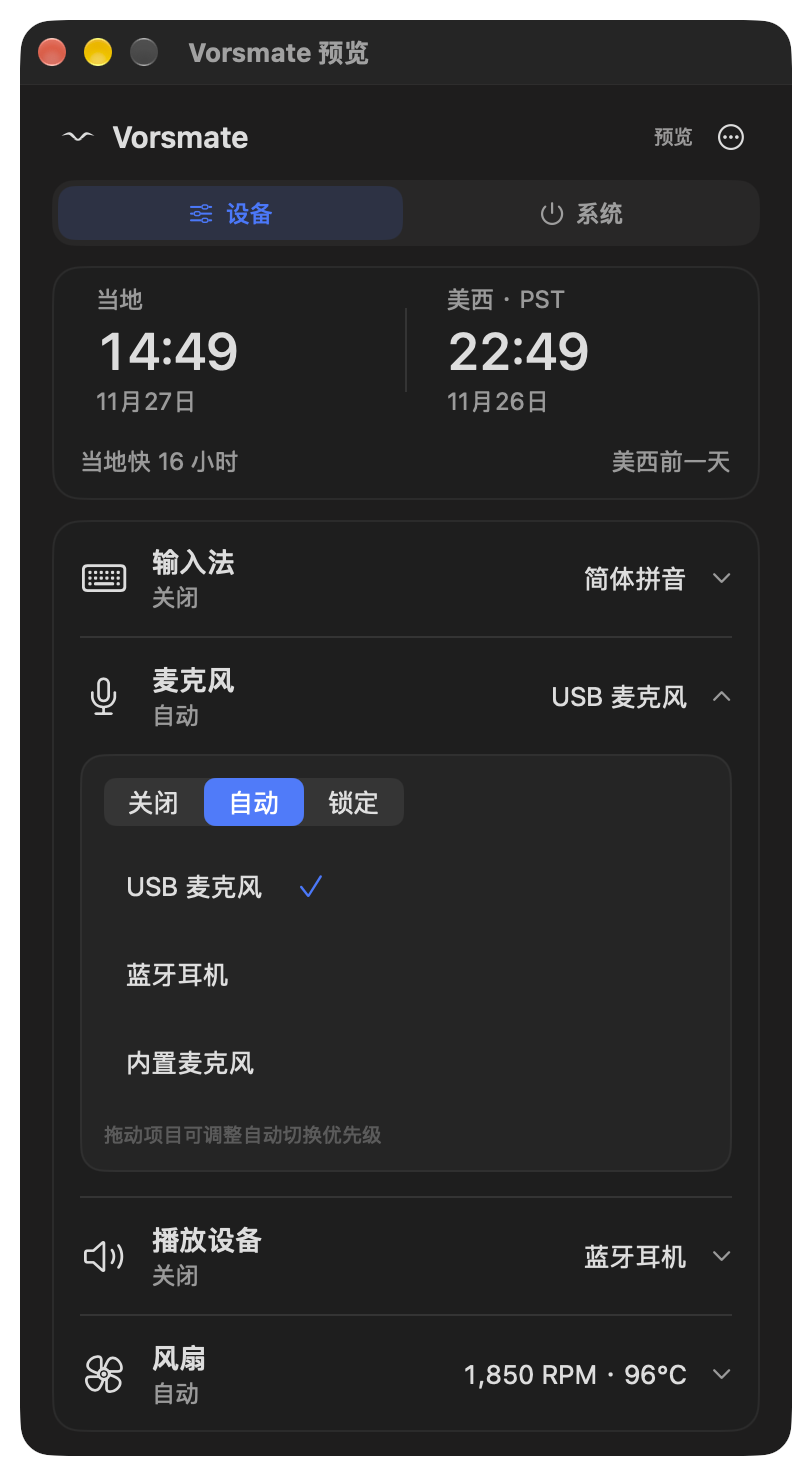 Vorsmate 预览
Vorsmate
预览
设备
系统
当地
美西 · PST
14:49
22:49
11月27日
11月26日
当地快 16 小时
美西前一天
输入法
关闭
简体拼音
麦克风
自动
USB 麦克风
关闭
自动
锁定
USB 麦克风
蓝牙耳机
内置麦克风
拖动项目可调整自动切换优先级
播放设备
关闭
蓝牙耳机
风扇
自动
1,850 RPM · 96°C